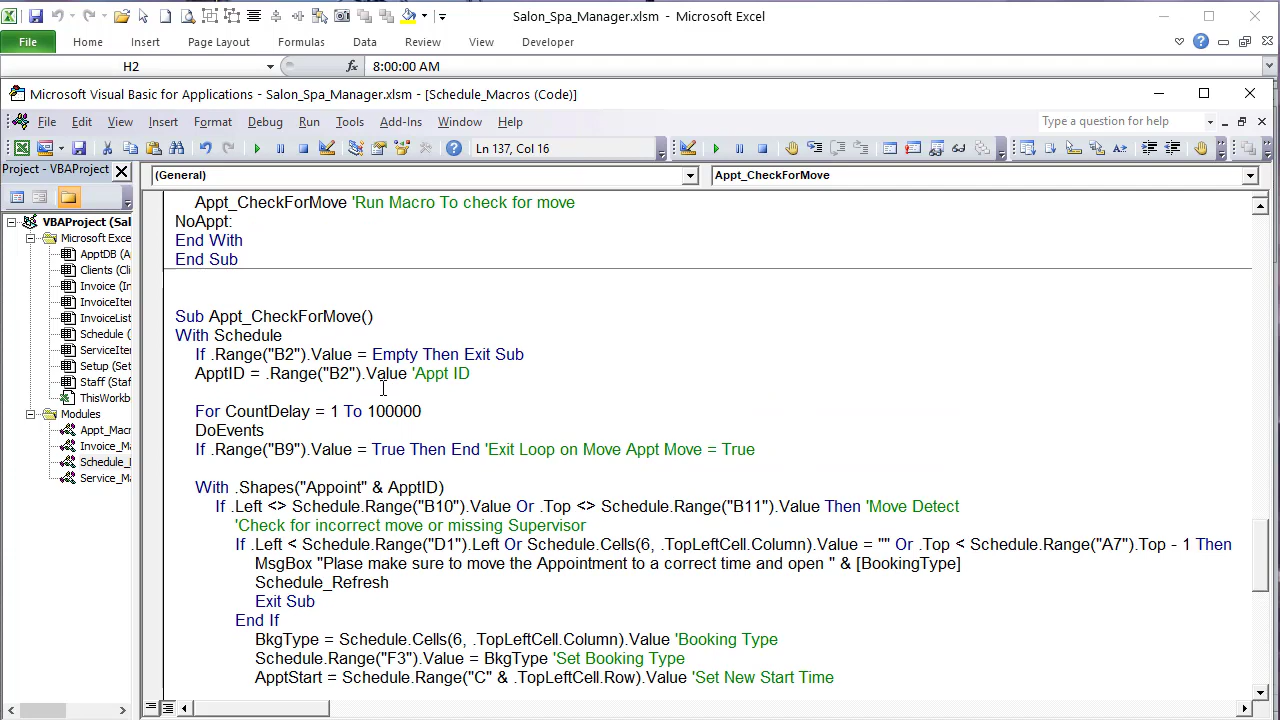 Salon_Spa_Manager.xlsm - Microsoft Excel
File Home Insert Page Layout Formulas Data Review View Developer
H2 fx 8:00:00 AM
Microsoft Visual Basic for Applications - Salon_Spa_Manager.xlsm - [Schedule_Macros (Code)]
File Edit View Insert Format Debug Run Tools Add-Ins Window Help Type a question for help
Ln 137, Col 16
Project - VBAProject
(General) Appt_CheckForMove
VBAProject (Sal
Microsoft Exce
ApptDB (A
Clients (Cli
Invoice (In
InvoiceIter
InvoiceList
Schedule (
ServiceIter
Setup (Set
Staff (Staf
ThisWorkb
Modules
Appt_Mac
Invoice_Ma
Schedule_M
Service_Ma
Appt_CheckForMove 'Run Macro To check for move
NoAppt:
End With
End Sub
Sub Appt_CheckForMove()
With Schedule
If .Range("B2").Value = Empty Then Exit Sub
ApptID = .Range("B2").Value 'Appt ID
For CountDelay = 1 To 100000
DoEvents
If .Range("B9").Value = True Then End 'Exit Loop on Move Appt Move = True
With .Shapes("Appoint" & ApptID)
If .Left <> Schedule.Range("B10").Value Or .Top <> Schedule.Range("B11").Value Then 'Move Detect
'Check for incorrect move or missing Supervisor
If .Left < Schedule.Range("D1").Left Or Schedule.Cells(6, .TopLeftCell.Column).Value = "" Or .Top < Schedule.Range("A7").Top - 1 Then
MsgBox "Plase make sure to move the Appointment to a correct time and open " & [BookingType]
Schedule_Refresh
Exit Sub
End If
BkgType = Schedule.Cells(6, .TopLeftCell.Column).Value 'Booking Type
Schedule.Range("F3").Value = BkgType 'Set Booking Type
ApptStart = Schedule.Range("C" & .TopLeftCell.Row).Value 'Set New Start Time